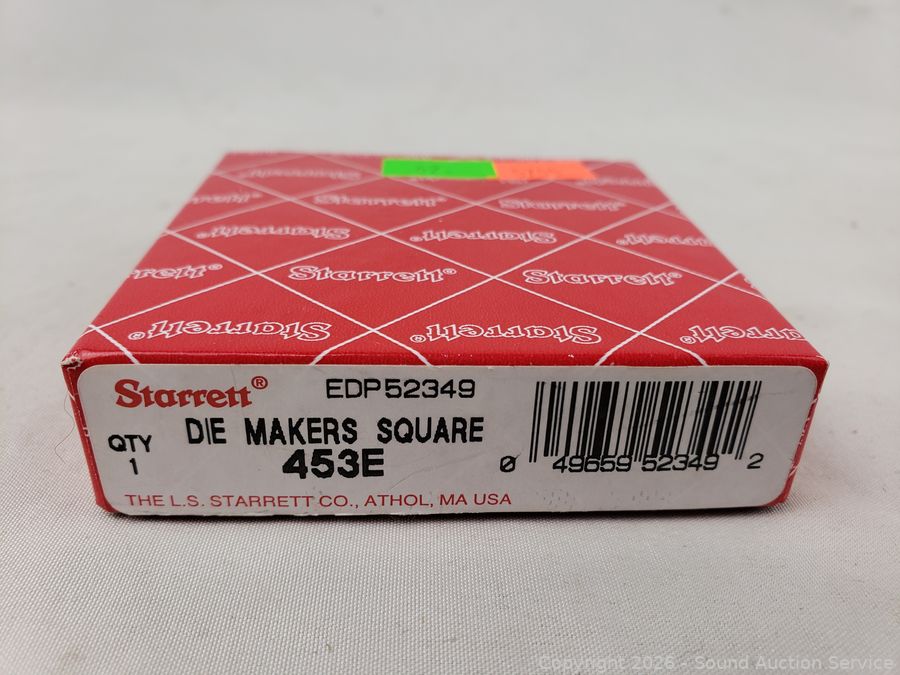 Starrett®
Starrett®
Starrett®
Starrett®
Starrett®
Starrett®
Starrett®
Starrett®
Starrett®
Starrett® EDP52349
DIE MAKERS SQUARE
QTY
1
453E
0 49659 52349 2
THE L.S. STARRETT CO., ATHOL, MA USA
Copyright 2026 - Sound Auction Service